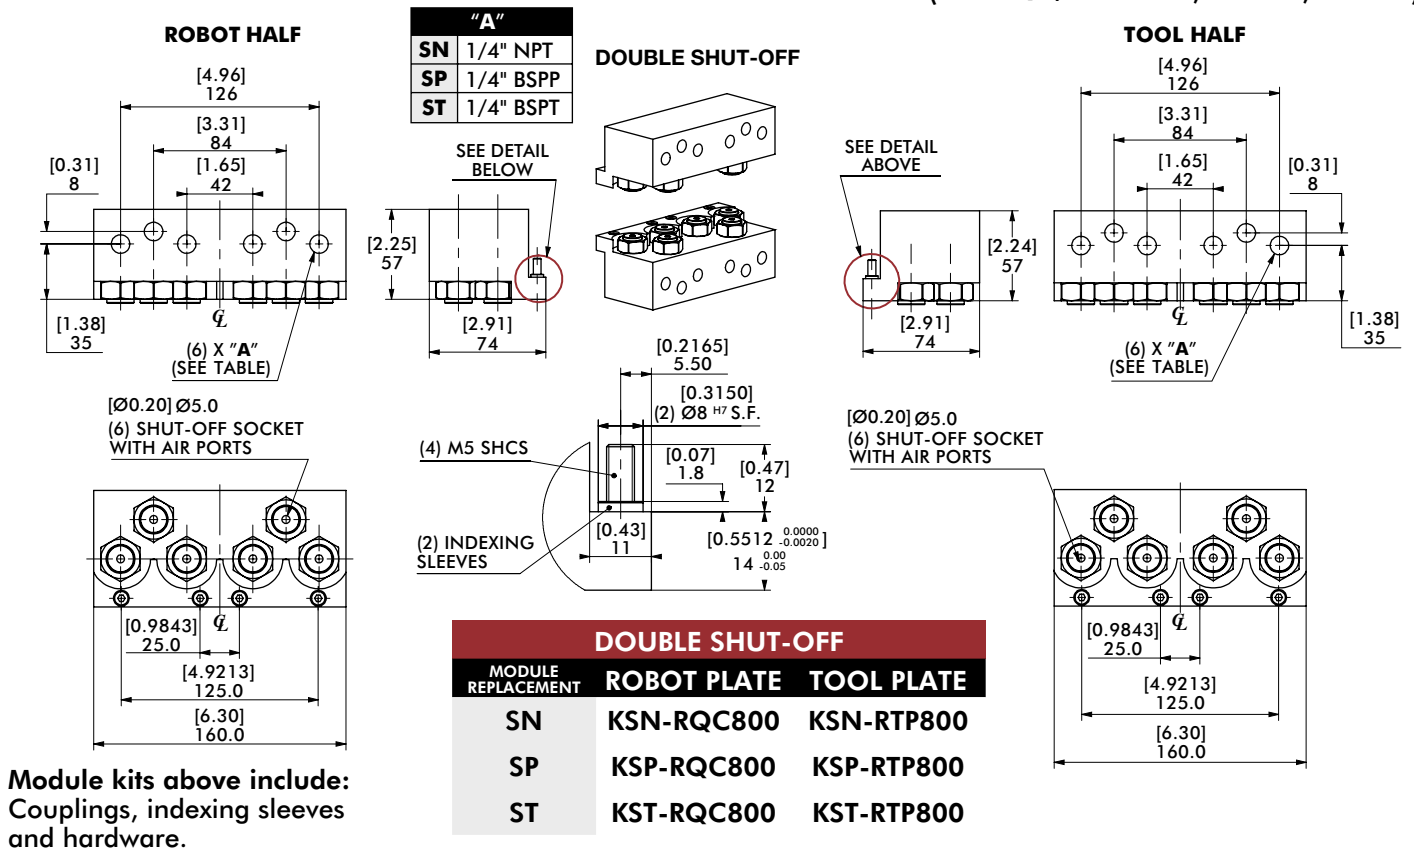 ROBOT HALF
[4.96]
126
[3.31]
84
[1.65]
42
[0.31]
8
[1.38]
35
℄
(6) X "A"
(SEE TABLE)
"A"
SN 1/4" NPT
SP 1/4" BSPP
ST 1/4" BSPT
DOUBLE SHUT-OFF
SEE DETAIL
BELOW
[2.25]
57
[2.91]
74
SEE DETAIL
ABOVE
[2.24]
57
[2.91]
74
TOOL HALF
[4.96]
126
[3.31]
84
[1.65]
42
[0.31]
8
[1.38]
35
℄
(6) X "A"
(SEE TABLE)
[Ø0.20] Ø5.0
(6) SHUT-OFF SOCKET
WITH AIR PORTS
℄
[0.9843]
25.0
[4.9213]
125.0
[6.30]
160.0
[0.2165]
5.50
[0.3150]
(2) Ø8 H7 S.F.
(4) M5 SHCS
[0.07]
1.8
[0.47]
12
[0.43]
11
(2) INDEXING
SLEEVES
[0.5512 0.0000 -0.0020]
14 0.00 -0.05
[Ø0.20] Ø5.0
(6) SHUT-OFF SOCKET
WITH AIR PORTS
℄
[0.9843]
25.0
[4.9213]
125.0
[6.30]
160.0
DOUBLE SHUT-OFF
MODULE
REPLACEMENT ROBOT PLATE TOOL PLATE
SN KSN-RQC800 KSN-RTP800
SP KSP-RQC800 KSP-RTP800
ST KST-RQC800 KST-RTP800
Module kits above include:
Couplings, indexing sleeves
and hardware.